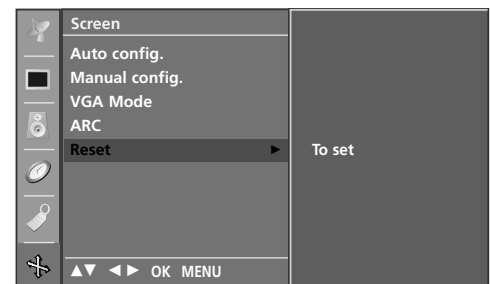 Screen
Auto config.
Manual config.
VGA Mode
ARC
Reset ► To set
▲▼ ◄► OK MENU